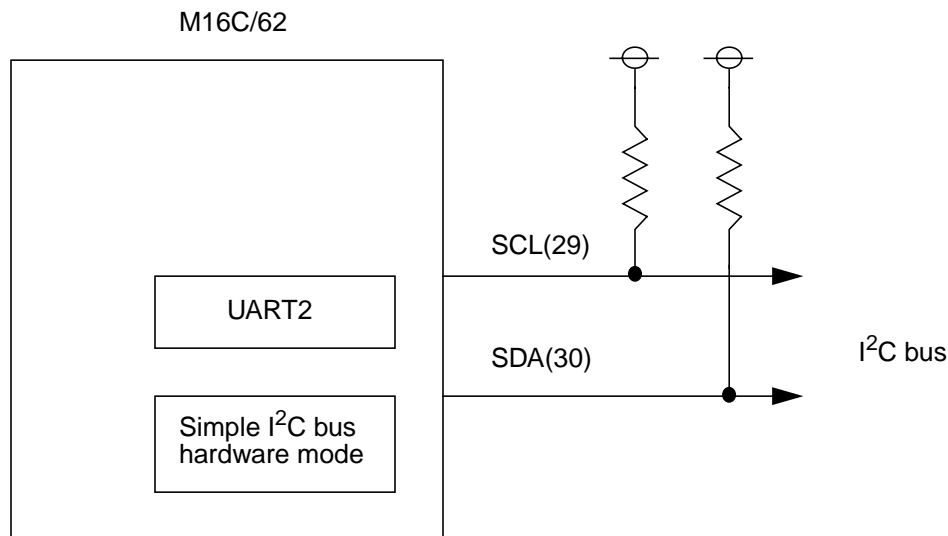 M16C/62
SCL(29)
UART2
SDA(30)
I²C bus
Simple I²C bus
hardware mode